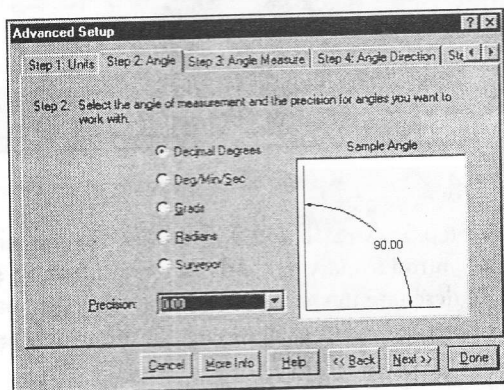 Advanced Setup
Step 1: Units Step 2: Angle Step 3: Angle Measure Step 4: Angle Direction Ste
Step 2: Select the angle of measurement and the precision for angles you want to
work with.
Decimal Degrees
Deg/Min/Sec
Grads
Radians
Surveyor
Precision: 0.00
Sample Angle
90.00
Cancel More Info Help << Back Next >> Done